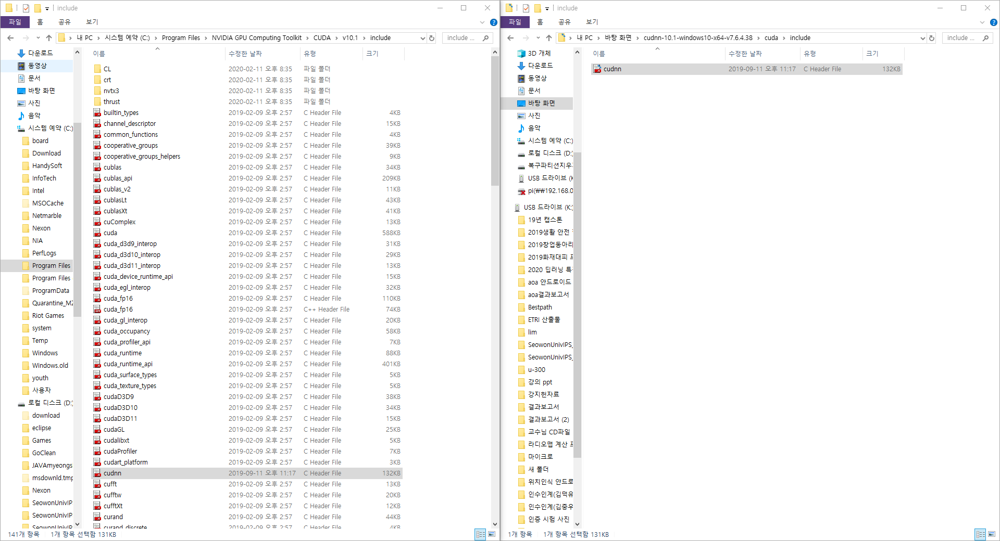 include
파일 홈 공유 보기
내 PC > 시스템 예약 (C:) > Program Files > NVIDIA GPU Computing Toolkit > CUDA > v10.1 > include
include ...
다운로드
동영상
문서
바탕 화면
사진
음악
시스템 예약 (C:)
board
Download
HandySoft
InfoTech
Intel
MSOCache
Netmarble
Nexon
NIA
PerfLogs
Program Files
Program Files
ProgramData
Quarantine_MZ
Riot Games
system
Temp
Windows
Windows.old
youth
사용자
로컬 디스크 (D:)
download
eclipse
Games
GoClean
JAVAmyeongs
msdownld.tmp
Nexon
SeowonUnivIP
SeowonUnivIP
SeowonUnivIP
이름 수정한 날짜 유형 크기
CL 2020-02-11 오후 8:35 파일 폴더
crt 2020-02-11 오후 8:35 파일 폴더
nvtx3 2020-02-11 오후 8:35 파일 폴더
thrust 2020-02-11 오후 8:35 파일 폴더
builtin_types 2019-02-09 오후 2:57 C Header File 4KB
channel_descriptor 2019-02-09 오후 2:57 C Header File 15KB
common_functions 2019-02-09 오후 2:57 C Header File 4KB
cooperative_groups 2019-02-09 오후 2:57 C Header File 39KB
cooperative_groups_helpers 2019-02-09 오후 2:57 C Header File 9KB
cublas 2019-02-09 오후 2:57 C Header File 34KB
cublas_api 2019-02-09 오후 2:57 C Header File 209KB
cublas_v2 2019-02-09 오후 2:57 C Header File 11KB
cublasLt 2019-02-09 오후 2:57 C Header File 43KB
cublasXt 2019-02-09 오후 2:57 C Header File 41KB
cuComplex 2019-02-09 오후 2:57 C Header File 13KB
cuda 2019-02-09 오후 2:57 C Header File 588KB
cuda_d3d9_interop 2019-02-09 오후 2:57 C Header File 31KB
cuda_d3d10_interop 2019-02-09 오후 2:57 C Header File 29KB
cuda_d3d11_interop 2019-02-09 오후 2:57 C Header File 13KB
cuda_device_runtime_api 2019-02-09 오후 2:57 C Header File 15KB
cuda_egl_interop 2019-02-09 오후 2:57 C Header File 32KB
cuda_fp16 2019-02-09 오후 2:57 C Header File 110KB
cuda_fp16 2019-02-09 오후 2:57 C++ Header File 74KB
cuda_gl_interop 2019-02-09 오후 2:57 C Header File 20KB
cuda_occupancy 2019-02-09 오후 2:57 C Header File 58KB
cuda_profiler_api 2019-02-09 오후 2:57 C Header File 7KB
cuda_runtime 2019-02-09 오후 2:57 C Header File 88KB
cuda_runtime_api 2019-02-09 오후 2:57 C Header File 401KB
cuda_surface_types 2019-02-09 오후 2:57 C Header File 5KB
cuda_texture_types 2019-02-09 오후 2:57 C Header File 5KB
cudaD3D9 2019-02-09 오후 2:57 C Header File 38KB
cudaD3D10 2019-02-09 오후 2:57 C Header File 34KB
cudaD3D11 2019-02-09 오후 2:57 C Header File 15KB
cudaGL 2019-02-09 오후 2:57 C Header File 25KB
cudalibxt 2019-02-09 오후 2:57 C Header File 5KB
cudaProfiler 2019-02-09 오후 2:57 C Header File 7KB
cudart_platform 2019-02-09 오후 2:57 C Header File 3KB
cudnn 2019-09-11 오후 11:17 C Header File 132KB
cufft 2019-02-09 오후 2:57 C Header File 13KB
cufftw 2019-02-09 오후 2:57 C Header File 20KB
cufftXt 2019-02-09 오후 2:57 C Header File 12KB
curand 2019-02-09 오후 2:57 C Header File 44KB
curand_discrete 2019-02-09 오후 2:57 C Header File 4KB
141개 항목 1개 항목 선택함 131KB
include
파일 홈 공유 보기
내 PC > 바탕 화면 > cudnn-10.1-windows10-x64-v7.6.4.38 > cuda > include
include ...
3D 개체
다운로드
동영상
문서
바탕 화면
사진
음악
시스템 예약 (C:)
로컬 디스크 (D:)
복구파티션지우
USB 드라이브 (K
pi(₩₩192.168.0
USB 드라이브 (K:)
19년 캡스톤
2019생활 안전
2019창업동아리
2019화재대피
2020 딥러닝 특
aoa 안드로이드
aoa결과보고서
Bestpath
ETRI 산출물
lim
SeowonUnivIPS_
SeowonUnivIPS_
u-300
강의 ppt
강지헌자료
결과보고서
결과보고서 (2)
교수님 CD파일
라디오맵 계산
마이크로
새 폴더
위치인식 안드로
인수인계(김덕유
인수인계(김중우
인증 시험 사진
이름 수정한 날짜 유형 크기
cudnn 2019-09-11 오후 11:17 C Header File 132KB
1개 항목 1개 항목 선택함 131KB